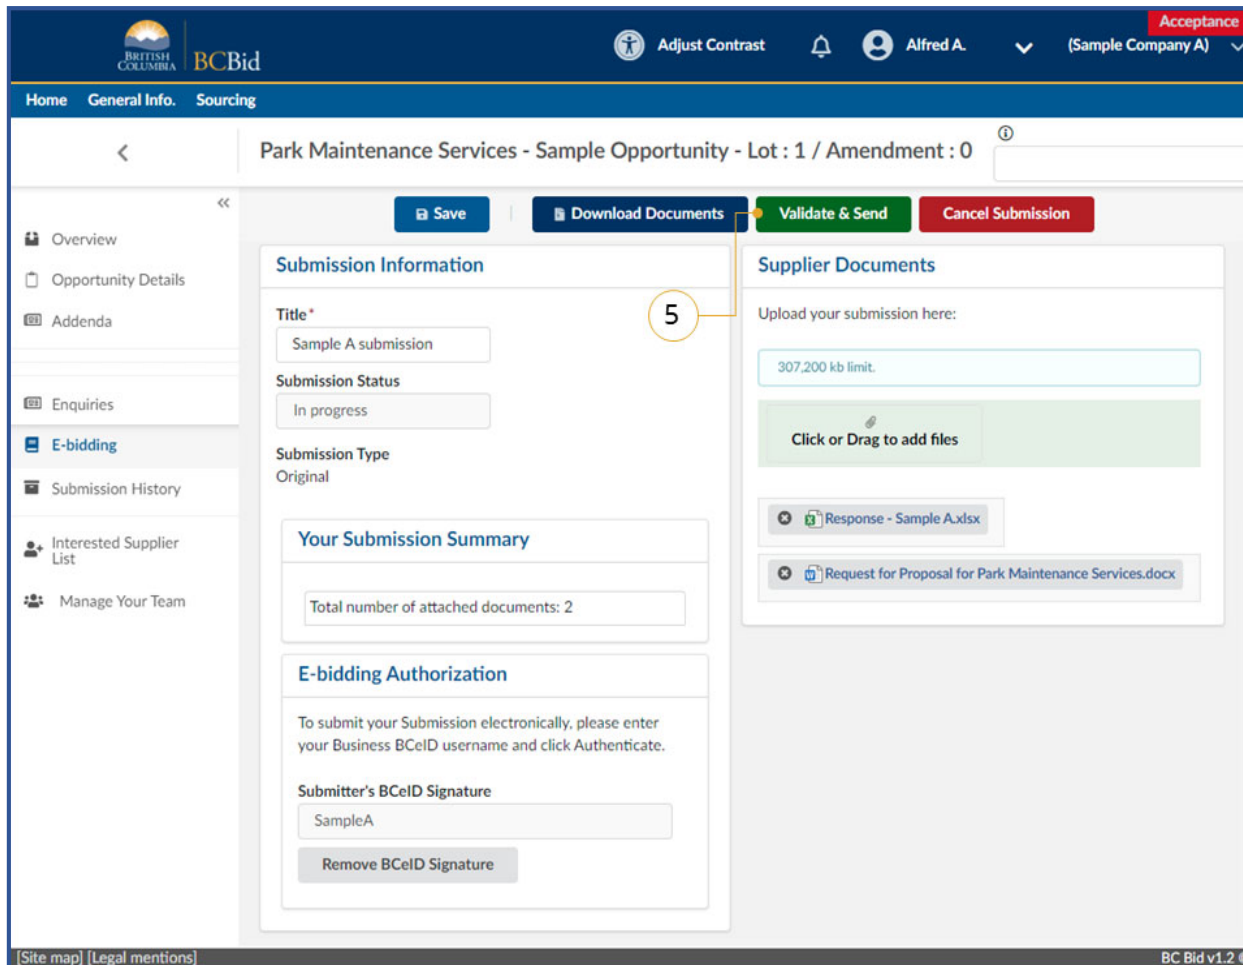 Acceptance
BRITISH
COLUMBIA
BCBid
Adjust Contrast
Alfred A.
(Sample Company A)
Home General Info. Sourcing
Park Maintenance Services - Sample Opportunity - Lot : 1 / Amendment : 0
Save
Download Documents
Validate & Send
Cancel Submission
Overview
Opportunity Details
Addenda
Enquiries
E-bidding
Submission History
Interested Supplier
List
Manage Your Team
Submission Information
Title*
Sample A submission
Submission Status
In progress
Submission Type
Original
5
Your Submission Summary
Total number of attached documents: 2
E-bidding Authorization
To submit your Submission electronically, please enter
your Business BCeID username and click Authenticate.
Submitter's BCeID Signature
SampleA
Remove BCeID Signature
Supplier Documents
Upload your submission here:
307,200 kb limit.
Click or Drag to add files
Response - Sample A.xlsx
Request for Proposal for Park Maintenance Services.docx
[Site map] [Legal mentions]
BC Bid v1.2 ©